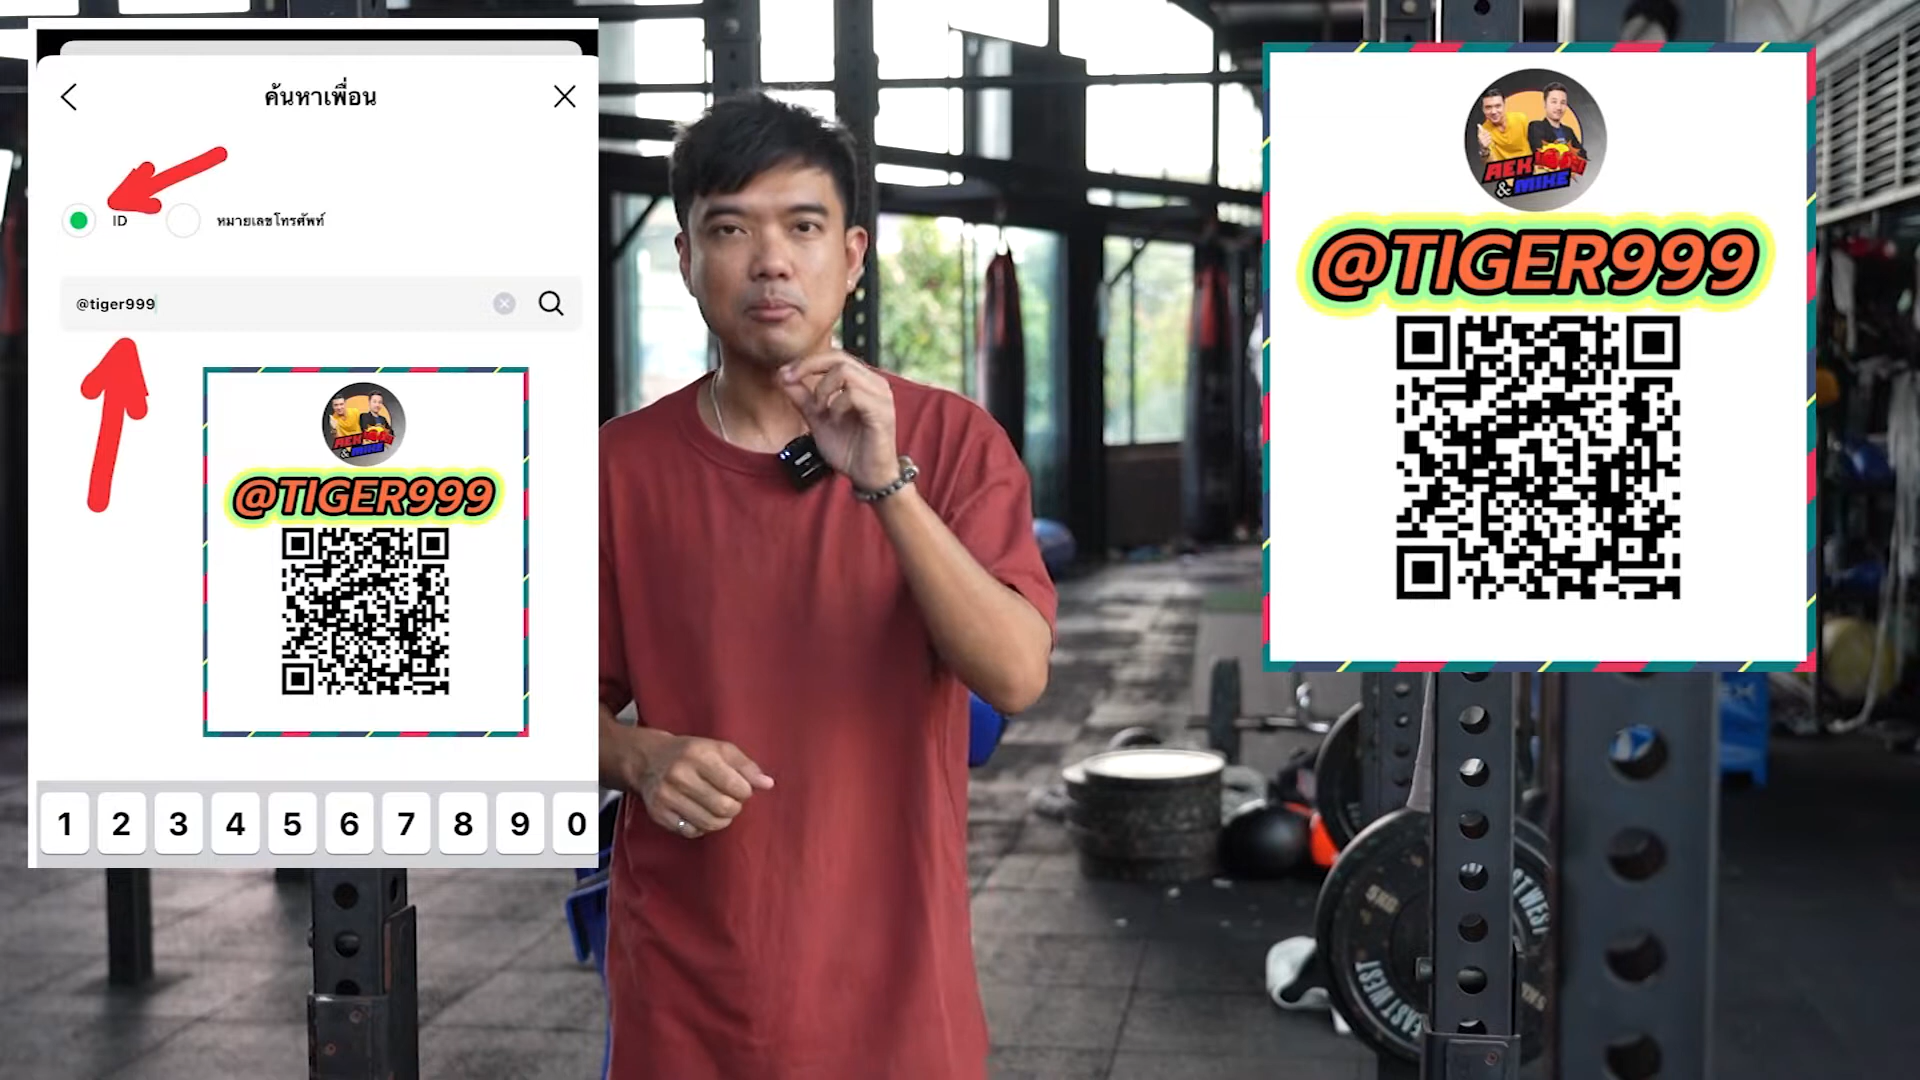 ค้นหาเพื่อน
ID
หมายเลขโทรศัพท์
@tiger999
AEK
& MIKE
@TIGER999
1 2 3 4 5 6 7 8 9 0
AEK
& MIKE
@TIGER999
5KG
EASTWEST